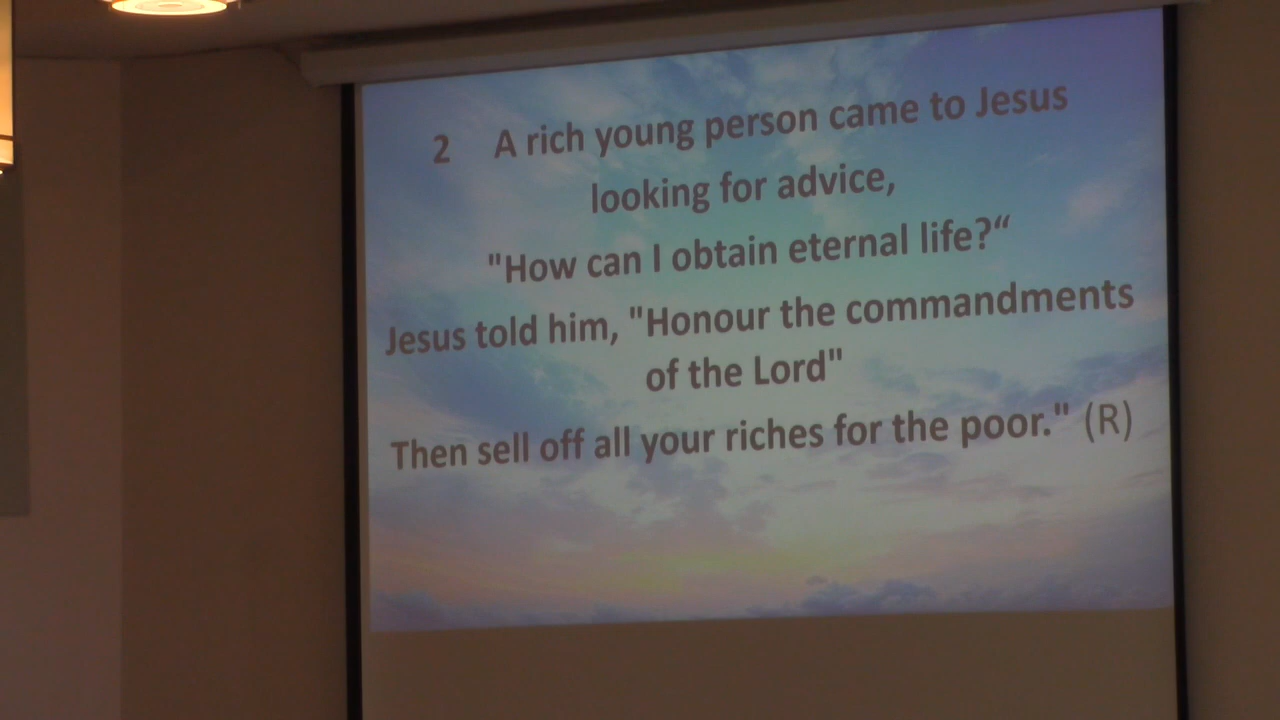 2 A rich young person came to Jesus
looking for advice,
"How can I obtain eternal life?“
Jesus told him, "Honour the commandments
of the Lord"
Then sell off all your riches for the poor." (R)